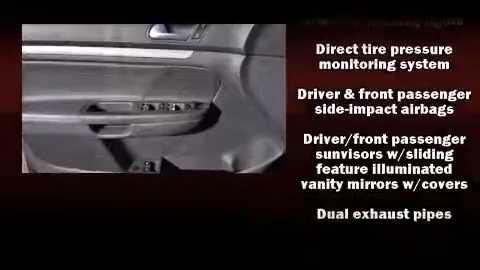 Direct tire pressure
monitoring system
Driver & front passenger
side-impact airbags
Driver/front passenger
sunvisors w/sliding
feature illuminated
vanity mirrors w/covers
Dual exhaust pipes